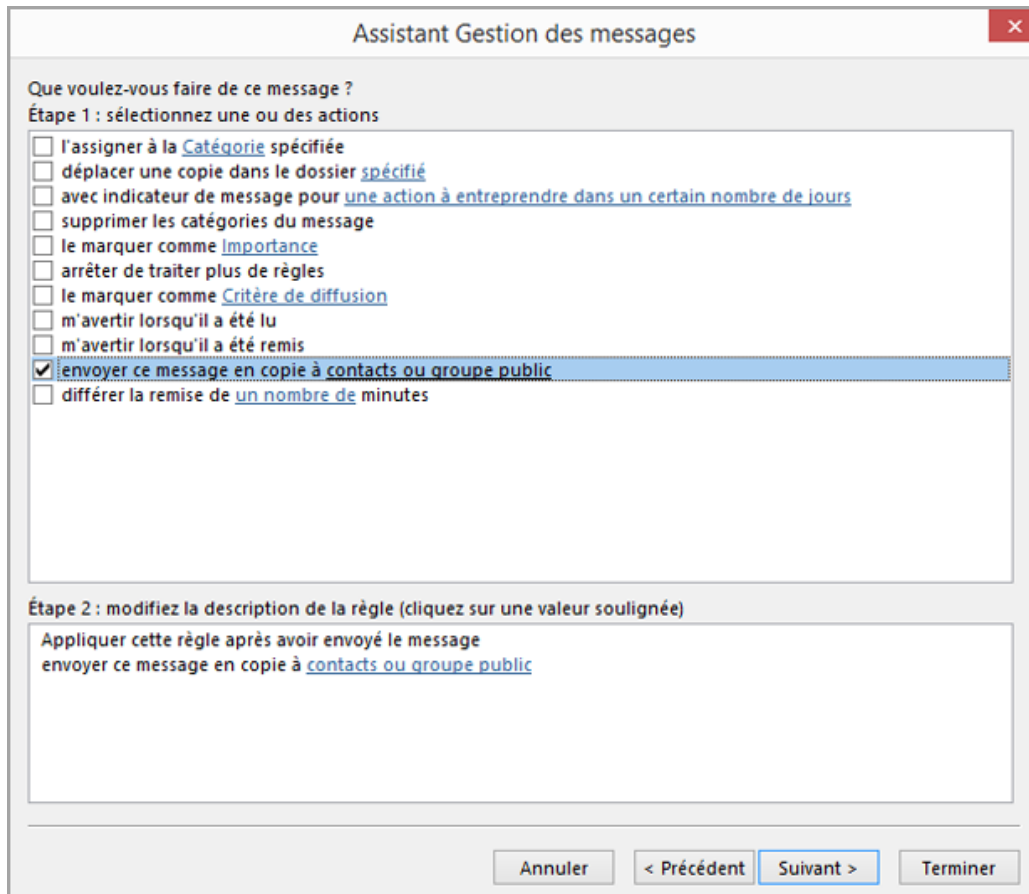 Assistant Gestion des messages
Que voulez-vous faire de ce message ?
Étape 1 : sélectionnez une ou des actions
l'assigner à la Catégorie spécifiée
déplacer une copie dans le dossier spécifié
avec indicateur de message pour une action à entreprendre dans un certain nombre de jours
supprimer les catégories du message
le marquer comme Importance
arrêter de traiter plus de règles
le marquer comme Critère de diffusion
m'avertir lorsqu'il a été lu
m'avertir lorsqu'il a été remis
envoyer ce message en copie à contacts ou groupe public
différer la remise de un nombre de minutes
Étape 2 : modifiez la description de la règle (cliquez sur une valeur soulignée)
Appliquer cette règle après avoir envoyé le message
envoyer ce message en copie à contacts ou groupe public
Annuler < Précédent Suivant > Terminer